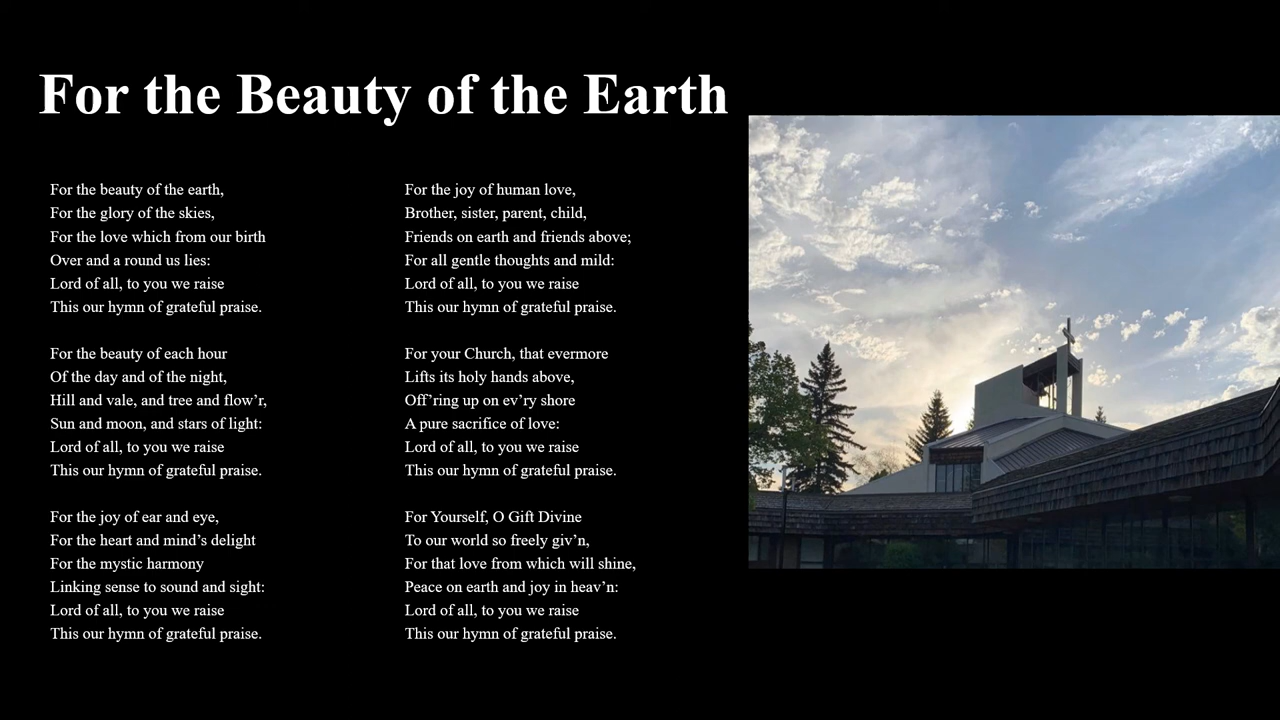 For the Beauty of the Earth
For the beauty of the earth,
For the glory of the skies,
For the love which from our birth
Over and a round us lies:
Lord of all, to you we raise
This our hymn of grateful praise.
For the beauty of each hour
Of the day and of the night,
Hill and vale, and tree and flow’r,
Sun and moon, and stars of light:
Lord of all, to you we raise
This our hymn of grateful praise.
For the joy of ear and eye,
For the heart and mind’s delight
For the mystic harmony
Linking sense to sound and sight:
Lord of all, to you we raise
This our hymn of grateful praise.
For the joy of human love,
Brother, sister, parent, child,
Friends on earth and friends above;
For all gentle thoughts and mild:
Lord of all, to you we raise
This our hymn of grateful praise.
For your Church, that evermore
Lifts its holy hands above,
Off’ring up on ev’ry shore
A pure sacrifice of love:
Lord of all, to you we raise
This our hymn of grateful praise.
For Yourself, O Gift Divine
To our world so freely giv’n,
For that love from which will shine,
Peace on earth and joy in heav’n:
Lord of all, to you we raise
This our hymn of grateful praise.